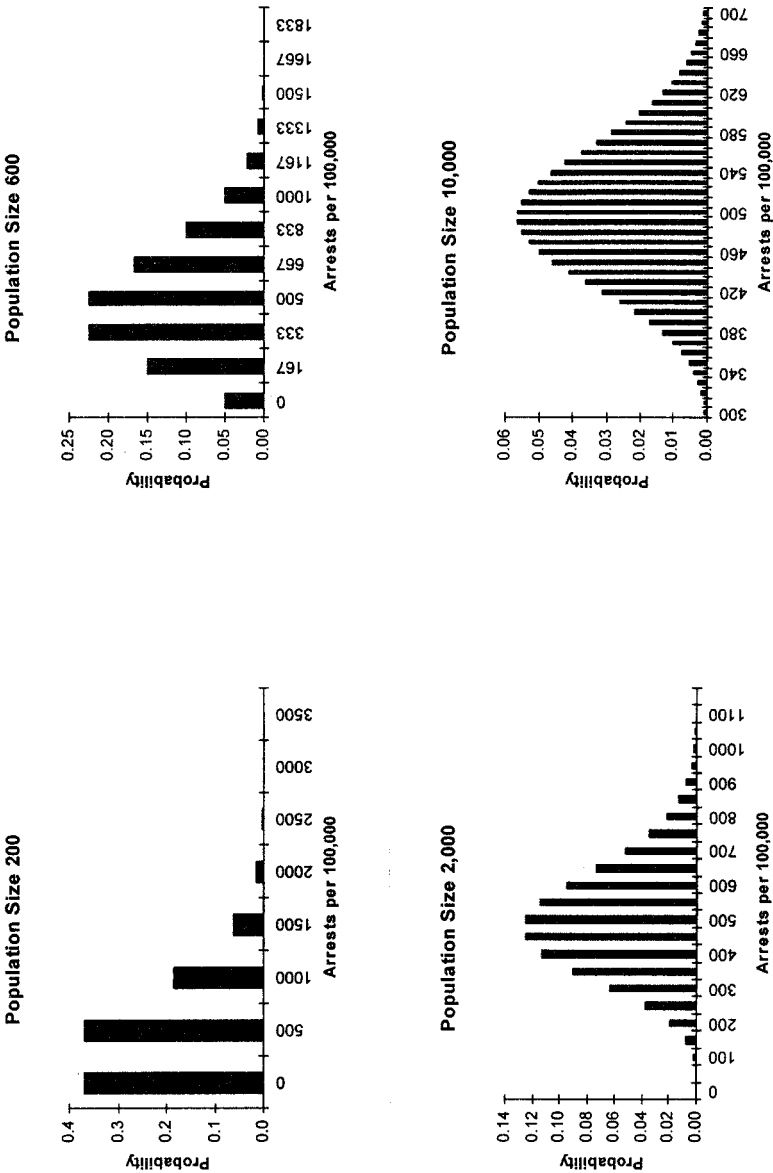 Population Size 600
Probability
0.25
0.20
0.15
0.10
0.05
0.00
0 167 333 500 667 833 1000 1167 1333 1500 1667 1833
Arrests per 100,000
Population Size 10,000
Probability
0.06
0.05
0.04
0.03
0.02
0.01
0.00
300 340 380 420 460 500 540 580 620 660 700
Arrests per 100,000
Population Size 200
Probability
0.4
0.3
0.2
0.1
0.0
0 500 1000 1500 2000 2500 3000 3500
Arrests per 100,000
Population Size 2,000
Probability
0.14
0.12
0.10
0.08
0.06
0.04
0.02
0.00
0 100 200 300 400 500 600 700 800 900 1000 1100
Arrests per 100,000